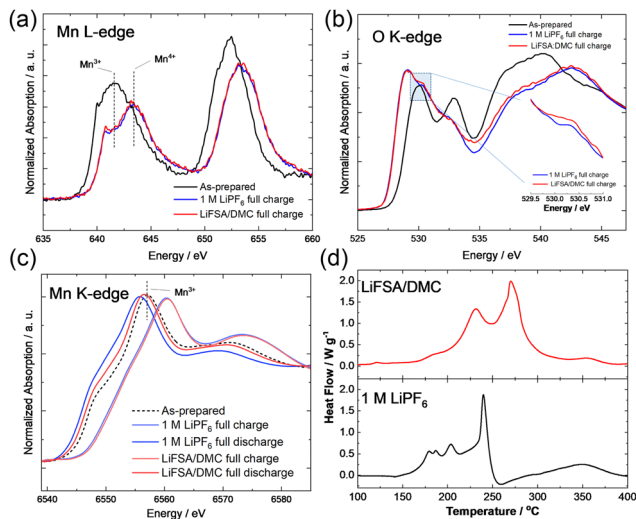 (a)
Mn L-edge
Mn3+
Mn4+
Normalized Absorption / a. u.
As-prepared
1 M LiPF6 full charge
LiFSA/DMC full charge
635 640 645 650 655 660
Energy / eV
(b)
O K-edge
Normalized Absorption / a. u.
1 M LiPF6 full charge
LiFSA/DMC full charge
529.5 530.0 530.5 531.0
Energy / eV
As-prepared
1 M LiPF6 full charge
LiFSA/DMC full charge
525 530 535 540 545
Energy / eV
(c)
Mn K-edge
Mn3+
Normalized Absorption / a. u.
As-prepared
1 M LiPF6 full charge
1 M LiPF6 full discharge
LiFSA/DMC full charge
LiFSA/DMC full discharge
6540 6550 6560 6570 6580
Energy / eV
(d)
LiFSA/DMC
2.0
1.5
1.0
0.5
0.0
Heat Flow / W g-1
1 M LiPF6
2.0
1.5
1.0
0.5
0.0
100 150 200 250 300 350 400
Temperature / oC